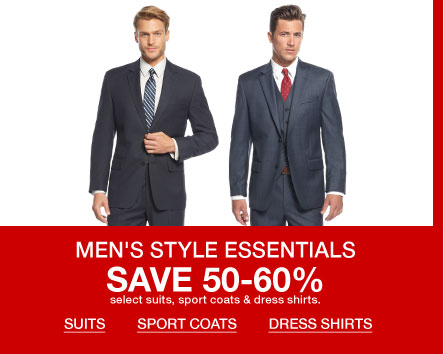 MEN'S STYLE ESSENTIALS
SAVE 50-60%
select suits, sport coats & dress shirts.
SUITS SPORT COATS DRESS SHIRTS